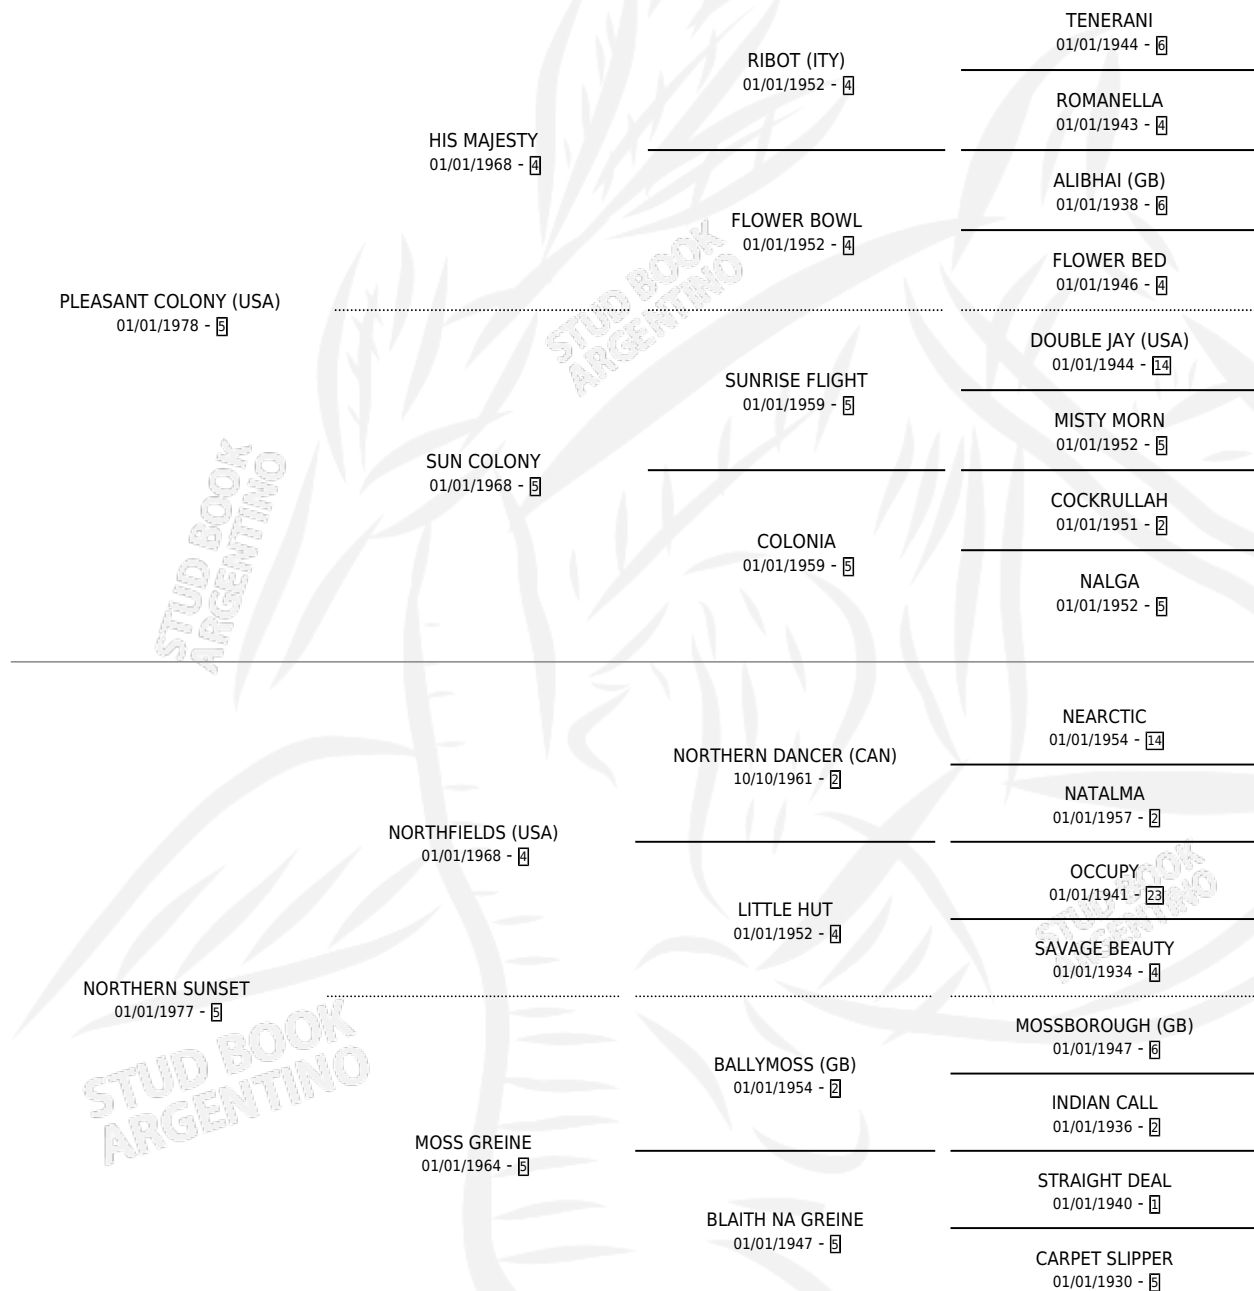 TENERANI
01/01/1944 - 6
RIBOT (ITY)
01/01/1952 - 4
ROMANELLA
01/01/1943 - 4
HIS MAJESTY
01/01/1968 - 4
ALIBHAI (GB)
01/01/1938 - 6
FLOWER BOWL
01/01/1952 - 4
FLOWER BED
01/01/1946 - 4
PLEASANT COLONY (USA)
01/01/1978 - 5
STUD BOOK
ARGENTINO
DOUBLE JAY (USA)
01/01/1944 - 14
SUNRISE FLIGHT
01/01/1959 - 5
MISTY MORN
01/01/1952 - 5
SUN COLONY
01/01/1968 - 5
COCKRULLAH
01/01/1951 - 2
COLONIA
01/01/1959 - 5
NALGA
01/01/1952 - 5
STUD BOOK
ARGENTINO
NEARCTIC
01/01/1954 - 14
NORTHERN DANCER (CAN)
10/10/1961 - 2
NATALMA
01/01/1957 - 2
NORTHFIELDS (USA)
01/01/1968 - 4
OCCUPY
01/01/1941 - 23
LITTLE HUT
01/01/1952 - 4
SAVAGE BEAUTY
01/01/1934 - 4
STUD BOOK
ARGENTINO
NORTHERN SUNSET
01/01/1977 - 5
MOSSBOROUGH (GB)
01/01/1947 - 6
BALLYMOSS (GB)
01/01/1954 - 2
INDIAN CALL
01/01/1936 - 2
STUD BOOK
ARGENTINO
MOSS GREINE
01/01/1964 - 5
STRAIGHT DEAL
01/01/1940 - 1
BLAITH NA GREINE
01/01/1947 - 5
CARPET SLIPPER
01/01/1930 - 5